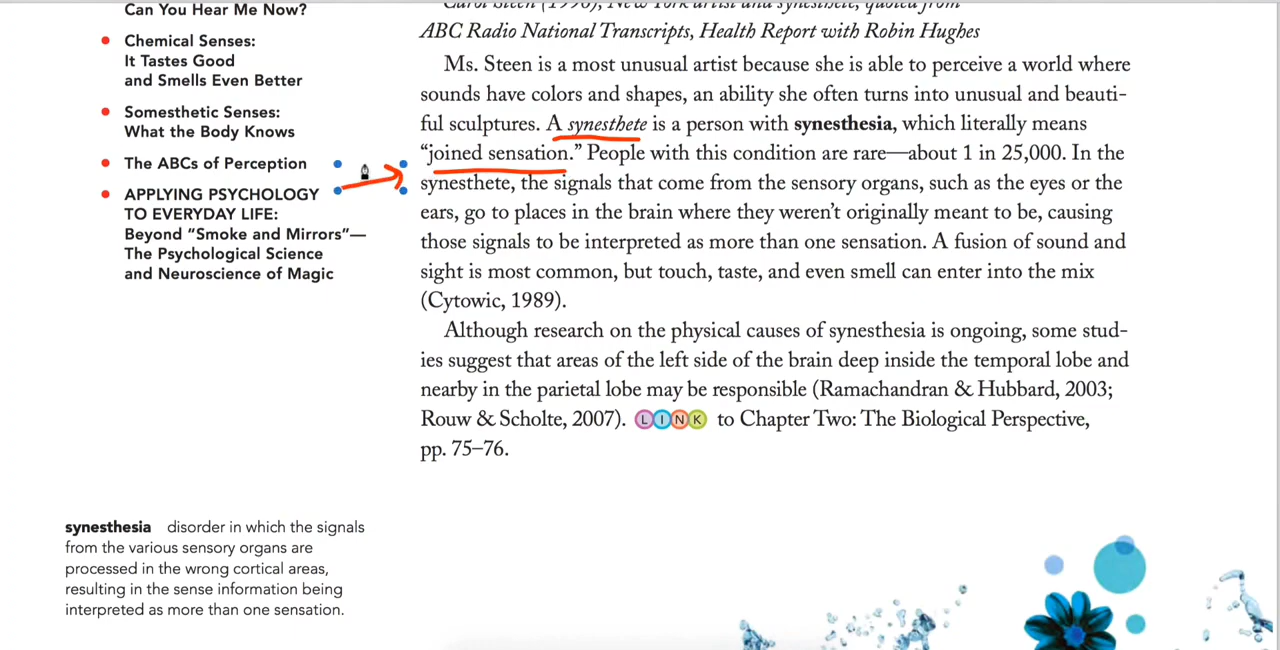 Can You Hear Me Now?
Chemical Senses:
It Tastes Good
and Smells Even Better
Somesthetic Senses:
What the Body Knows
The ABCs of Perception
APPLYING PSYCHOLOGY
TO EVERYDAY LIFE:
Beyond “Smoke and Mirrors”—
The Psychological Science
and Neuroscience of Magic
synesthesia disorder in which the signals
from the various sensory organs are
processed in the wrong cortical areas,
resulting in the sense information being
interpreted as more than one sensation.
Carol Steen (1996), New York artist and synesthete, quoted from
ABC Radio National Transcripts, Health Report with Robin Hughes
Ms. Steen is a most unusual artist because she is able to perceive a world where
sounds have colors and shapes, an ability she often turns into unusual and beauti-
ful sculptures. A synesthete is a person with synesthesia, which literally means
“joined sensation.” People with this condition are rare—about 1 in 25,000. In the
synesthete, the signals that come from the sensory organs, such as the eyes or the
ears, go to places in the brain where they weren’t originally meant to be, causing
those signals to be interpreted as more than one sensation. A fusion of sound and
sight is most common, but touch, taste, and even smell can enter into the mix
(Cytowic, 1989).
Although research on the physical causes of synesthesia is ongoing, some stud-
ies suggest that areas of the left side of the brain deep inside the temporal lobe and
nearby in the parietal lobe may be responsible (Ramachandran & Hubbard, 2003;
Rouw & Scholte, 2007). LINK to Chapter Two: The Biological Perspective,
pp. 75–76.